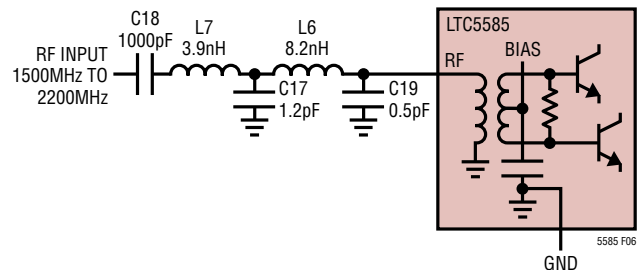 C18
1000pF
L7
3.9nH
L6
8.2nH
RF INPUT
1500MHz TO
2200MHz
C17
1.2pF
C19
0.5pF
LTC5585
RF
BIAS
5585 F06
GND